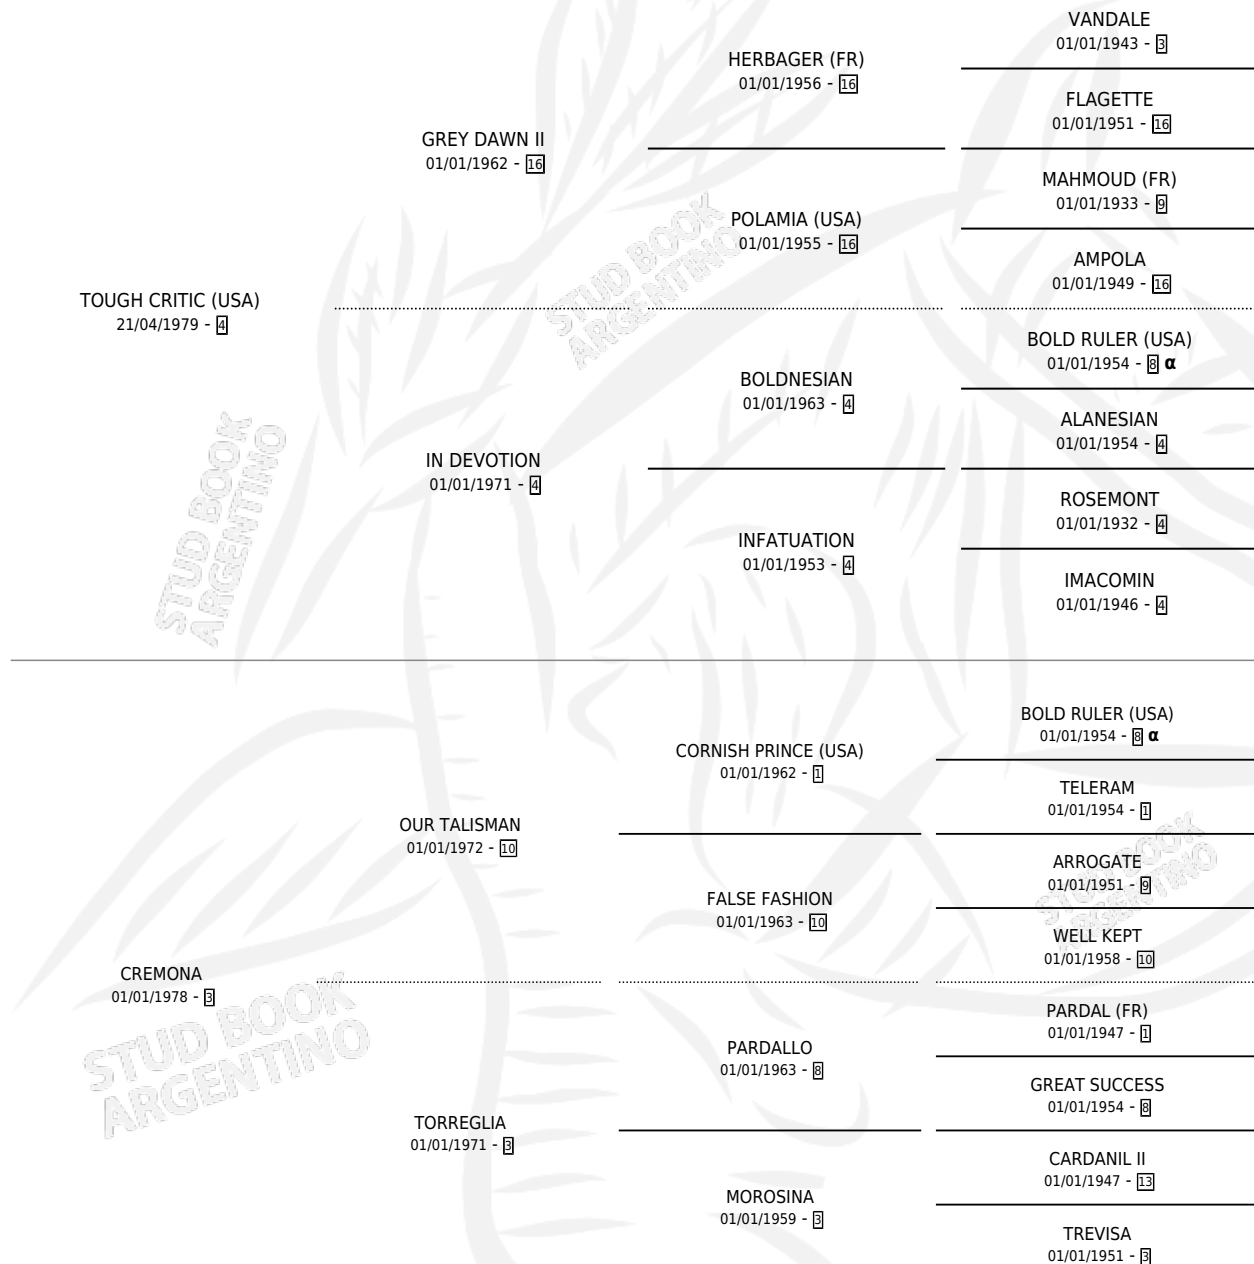 TOUGH CRITIC (USA)
21/04/1979 - 4
GREY DAWN II
01/01/1962 - 16
HERBAGER (FR)
01/01/1956 - 16
VANDALE
01/01/1943 - 3
FLAGETTE
01/01/1951 - 16
POLAMIA (USA)
01/01/1955 - 16
MAHMOUD (FR)
01/01/1933 - 9
AMPOLA
01/01/1949 - 16
IN DEVOTION
01/01/1971 - 4
BOLDNESIAN
01/01/1963 - 4
BOLD RULER (USA)
01/01/1954 - 8 α
ALANESIAN
01/01/1954 - 4
INFATUATION
01/01/1953 - 4
ROSEMONT
01/01/1932 - 4
IMACOMIN
01/01/1946 - 4
CREMONA
01/01/1978 - 3
OUR TALISMAN
01/01/1972 - 10
CORNISH PRINCE (USA)
01/01/1962 - 1
BOLD RULER (USA)
01/01/1954 - 8 α
TELERAM
01/01/1954 - 1
FALSE FASHION
01/01/1963 - 10
ARROGATE
01/01/1951 - 9
WELL KEPT
01/01/1958 - 10
TORREGLIA
01/01/1971 - 3
PARDALLO
01/01/1963 - 8
PARDAL (FR)
01/01/1947 - 1
GREAT SUCCESS
01/01/1954 - 8
MOROSINA
01/01/1959 - 3
CARDANIL II
01/01/1947 - 13
TREVISA
01/01/1951 - 3
STUD BOOK
ARGENTINO
STUD BOOK
ARGENTINO
STUD BOOK
ARGENTINO
STUD BOOK
ARGENTINO